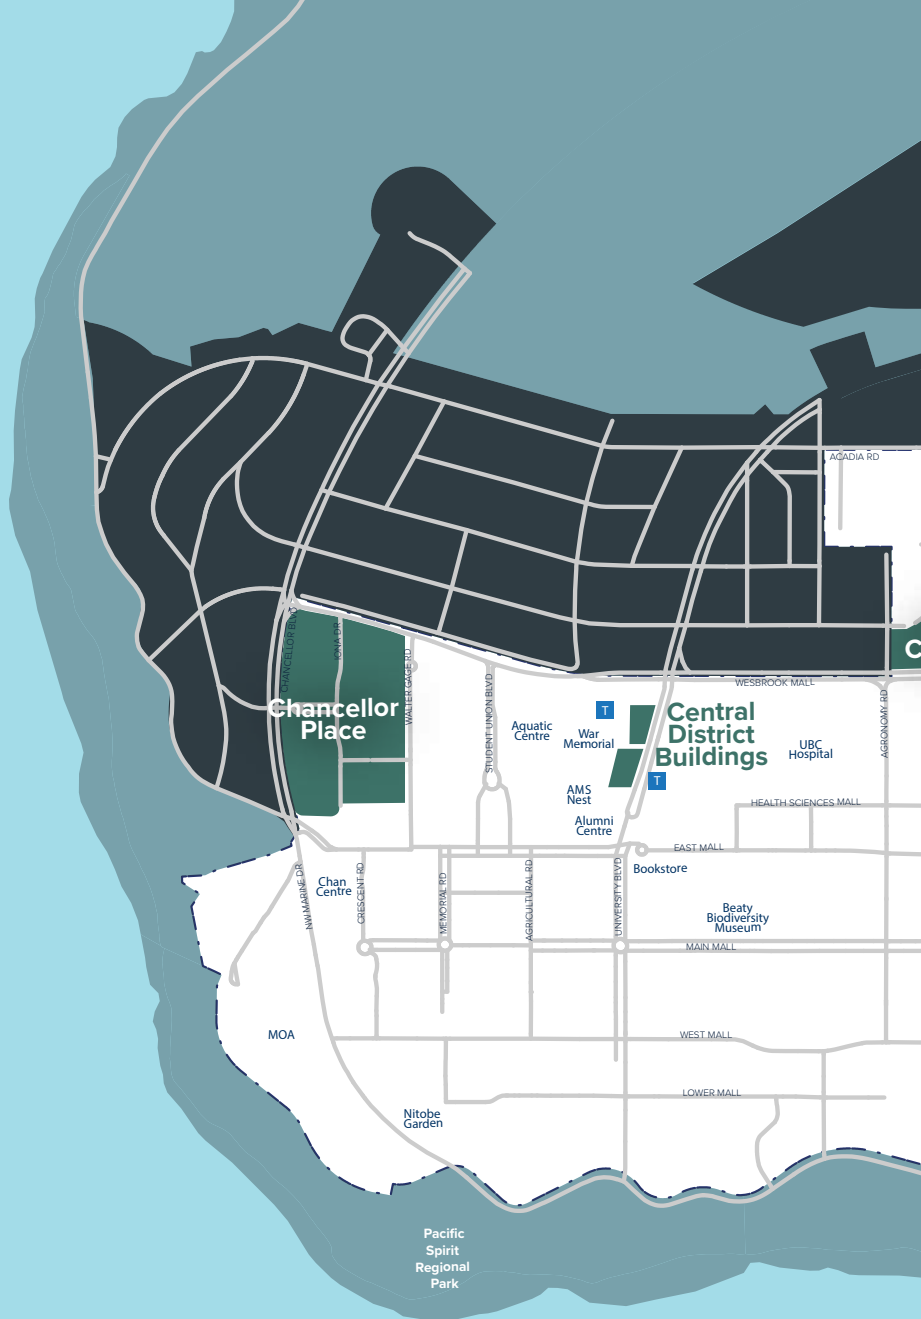 ACADIA RD
CHANCELLOR BLVD
IONA DR
WALTER GAGE RD
C
WESBROOK MALL
Chancellor
Place
STUDENT UNION BLVD
Aquatic
Centre
T
War
Memorial
Central
District
Buildings
UBC
Hospital
AGRONOMY RD
T
AMS
Nest
HEALTH SCIENCES MALL
Alumni
Centre
EAST MALL
Bookstore
NW MARINE DR
Chan
Centre
CRESCENT RD
MEMORIAL RD
AGRICULTURAL RD
UNIVERSITY BLVD
Beaty
Biodiversity
Museum
MAIN MALL
MOA
WEST MALL
LOWER MALL
Nitobe
Garden
Pacific
Spirit
Regional
Park